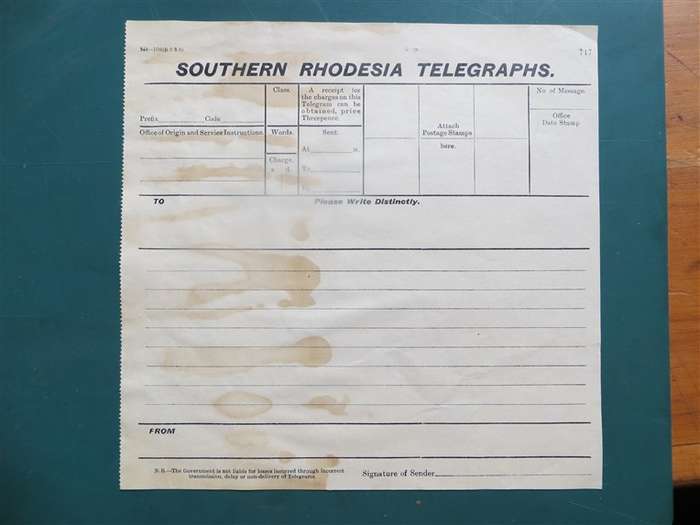 717
SOUTHERN RHODESIA TELEGRAPHS.
Prefix Code
Class.
A receipt for
the charges on this
Telegram can be
obtained, price
Threepence.
Attach
Postage Stamps
here.
No of Message
Office
Date Stamp
Office of Origin and Service Instructions.
Words.
Sent.
At M.
Charge.
s d.
To
TO
Please Write Distinctly.
FROM
N.B.—The Government is not liable for losses incurred through incorrect
transmission, delay or non-delivery of Telegrams.
Signature of Sender